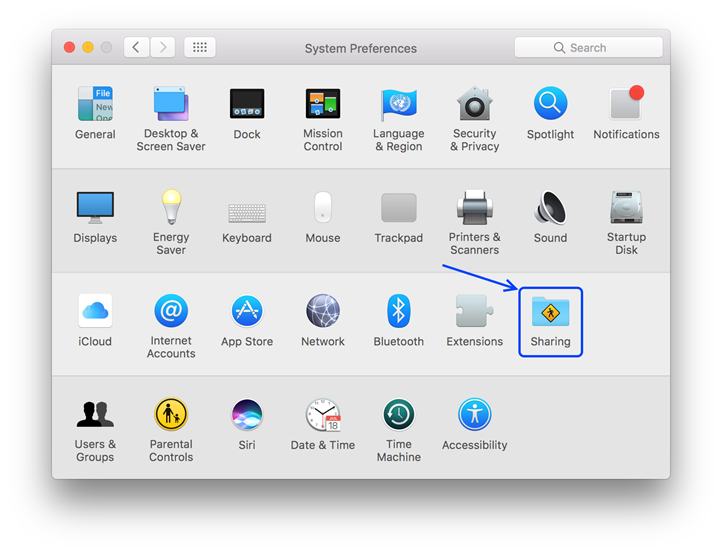 System Preferences
Search
File
New
Ope
General
Desktop &
Screen Saver
Dock
Mission
Control
Language
& Region
Security
& Privacy
Spotlight
Notifications
Displays
Energy
Saver
Keyboard
Mouse
Trackpad
Printers &
Scanners
Sound
Startup
Disk
iCloud
@
Internet
Accounts
App Store
Network
Bluetooth
Extensions
Sharing
Users &
Groups
Parental
Controls
Siri
JUL
18
Date & Time
Time
Machine
Accessibility